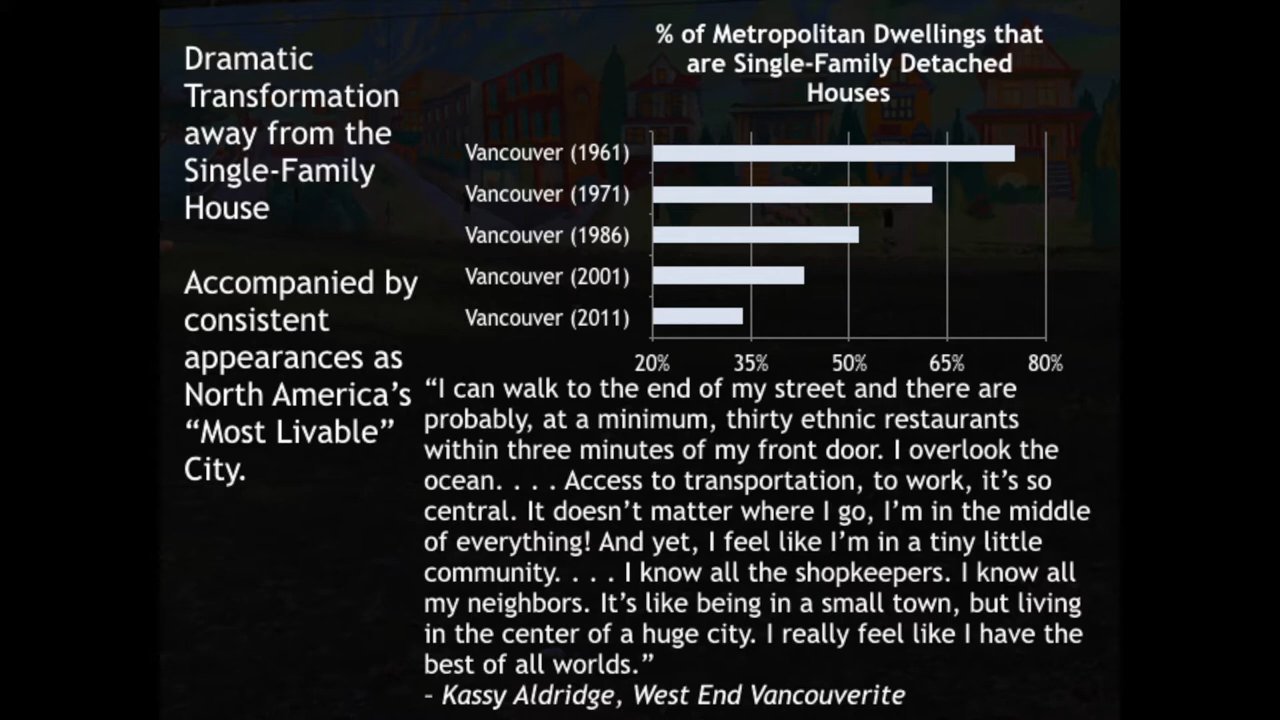 Dramatic
Transformation
away from the
Single-Family
House
Accompanied by
consistent
appearances as
North America’s
“Most Livable”
City.
% of Metropolitan Dwellings that
are Single-Family Detached
Houses
Vancouver (1961)
Vancouver (1971)
Vancouver (1986)
Vancouver (2001)
Vancouver (2011)
20% 35% 50% 65% 80%
“I can walk to the end of my street and there are
probably, at a minimum, thirty ethnic restaurants
within three minutes of my front door. I overlook the
ocean. . . . Access to transportation, to work, it’s so
central. It doesn’t matter where I go, I’m in the middle
of everything! And yet, I feel like I’m in a tiny little
community. . . . I know all the shopkeepers. I know all
my neighbors. It’s like being in a small town, but living
in the center of a huge city. I really feel like I have the
best of all worlds.”
– Kassy Aldridge, West End Vancouverite